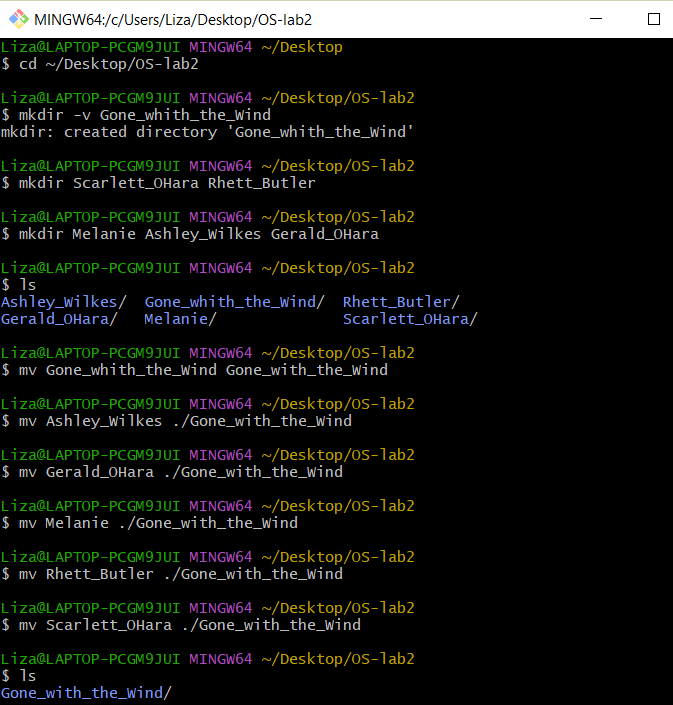 MINGW64:/c/Users/Liza/Desktop/OS-lab2
Liza@LAPTOP-PCGM9JUI MINGW64 ~/Desktop
$ cd ~/Desktop/OS-lab2
Liza@LAPTOP-PCGM9JUI MINGW64 ~/Desktop/OS-lab2
$ mkdir -v Gone_whith_the_Wind
mkdir: created directory 'Gone_whith_the_Wind'
Liza@LAPTOP-PCGM9JUI MINGW64 ~/Desktop/OS-lab2
$ mkdir Scarlett_OHara Rhett_Butler
Liza@LAPTOP-PCGM9JUI MINGW64 ~/Desktop/OS-lab2
$ mkdir Melanie Ashley_Wilkes Gerald_OHara
Liza@LAPTOP-PCGM9JUI MINGW64 ~/Desktop/OS-lab2
$ ls
Ashley_Wilkes/  Gone_whith_the_Wind/  Rhett_Butler/
Gerald_OHara/   Melanie/              Scarlett_OHara/
Liza@LAPTOP-PCGM9JUI MINGW64 ~/Desktop/OS-lab2
$ mv Gone_whith_the_Wind Gone_with_the_Wind
Liza@LAPTOP-PCGM9JUI MINGW64 ~/Desktop/OS-lab2
$ mv Ashley_Wilkes ./Gone_with_the_Wind
Liza@LAPTOP-PCGM9JUI MINGW64 ~/Desktop/OS-lab2
$ mv Gerald_OHara ./Gone_with_the_Wind
Liza@LAPTOP-PCGM9JUI MINGW64 ~/Desktop/OS-lab2
$ mv Melanie ./Gone_with_the_Wind
Liza@LAPTOP-PCGM9JUI MINGW64 ~/Desktop/OS-lab2
$ mv Rhett_Butler ./Gone_with_the_Wind
Liza@LAPTOP-PCGM9JUI MINGW64 ~/Desktop/OS-lab2
$ mv Scarlett_OHara ./Gone_with_the_Wind
Liza@LAPTOP-PCGM9JUI MINGW64 ~/Desktop/OS-lab2
$ ls
Gone_with_the_Wind/